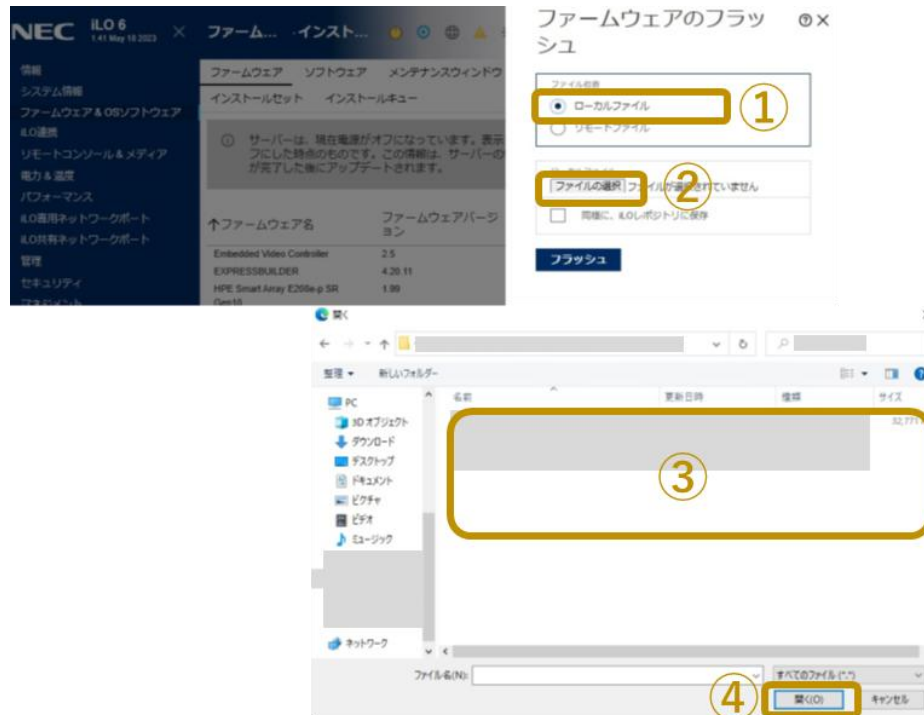 NEC iLO 6
1.41 May 16 2023
ファーム... ·インスト...
情報
システム情報
ファームウェア & OSソフトウェア
iLO連携
リモートコンソール & メディア
電力 & 温度
パフォーマンス
iLO専用ネットワークポート
iLO共有ネットワークポート
管理
セキュリティ
マネジメント
ファームウェア ソフトウェア メンテナンスウィンドウ
インストールセット インストールキュー
サーバーは、現在電源がオフになっています。表示
フにした時点のものです。この情報は、サーバーの
が完了した後にアップデートされます。
↑ファームウェア名 ファームウェアバージョン
Embedded Video Controller 2.5
EXPRESSBUILDER 4.20.11
HPE Smart Array E208e-p SR Gen10 1.99
ファームウェアのフラッ
シュ
① ローカルファイル
リモートファイル
② ファイルの選択 ファイルが選択されていません
同様に、iLOレポジトリに保存
フラッシュ
開く
整理 新しいフォルダー
名前 更新日時 種類 サイズ
PC
3D オブジェクト
ダウンロード
デスクトップ
ドキュメント
ピクチャ
ビデオ
ミュージック
ネットワーク
32,771
③
ファイル名(N): すべてのファイル (*.*)
④ 開く(O) キャンセル